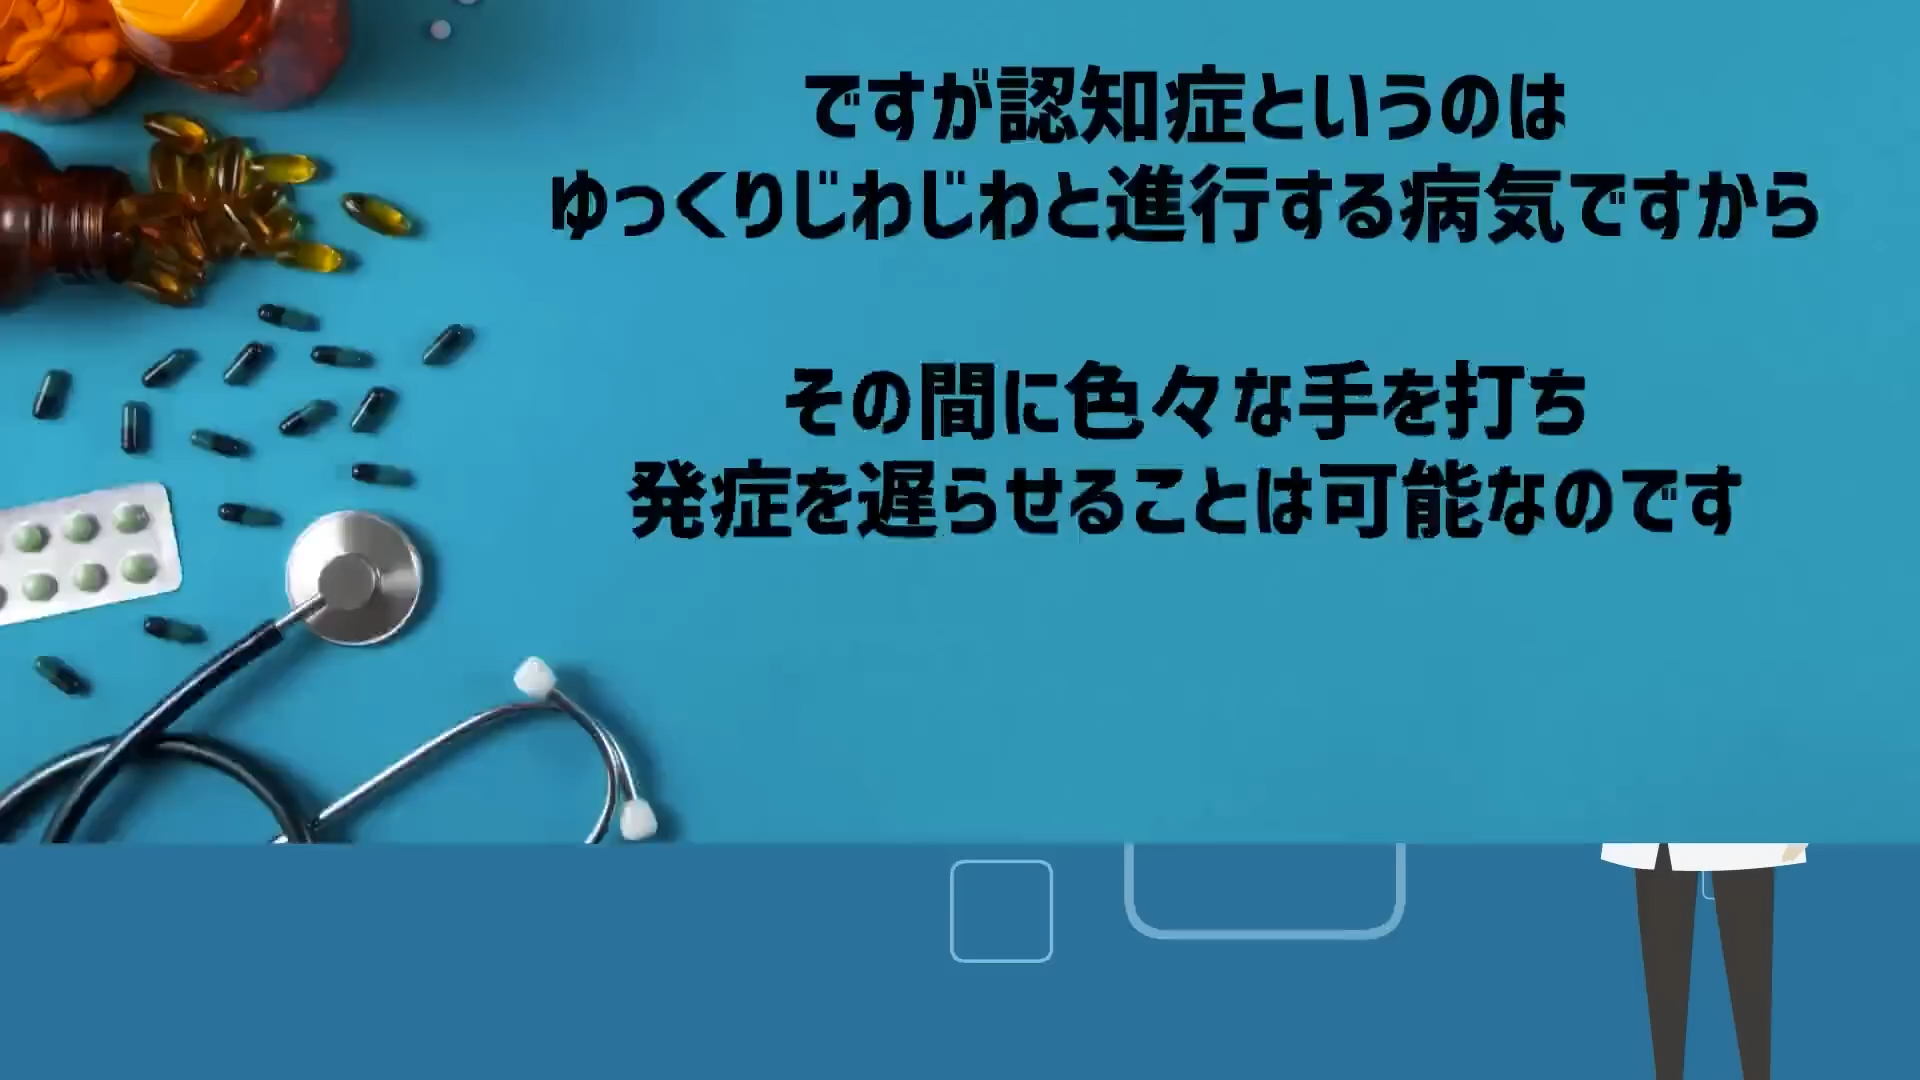 ですが認知症というのは
ゆっくりじわじわと進行する病気ですから
その間に色々な手を打ち
発症を遅らせることは可能なのです